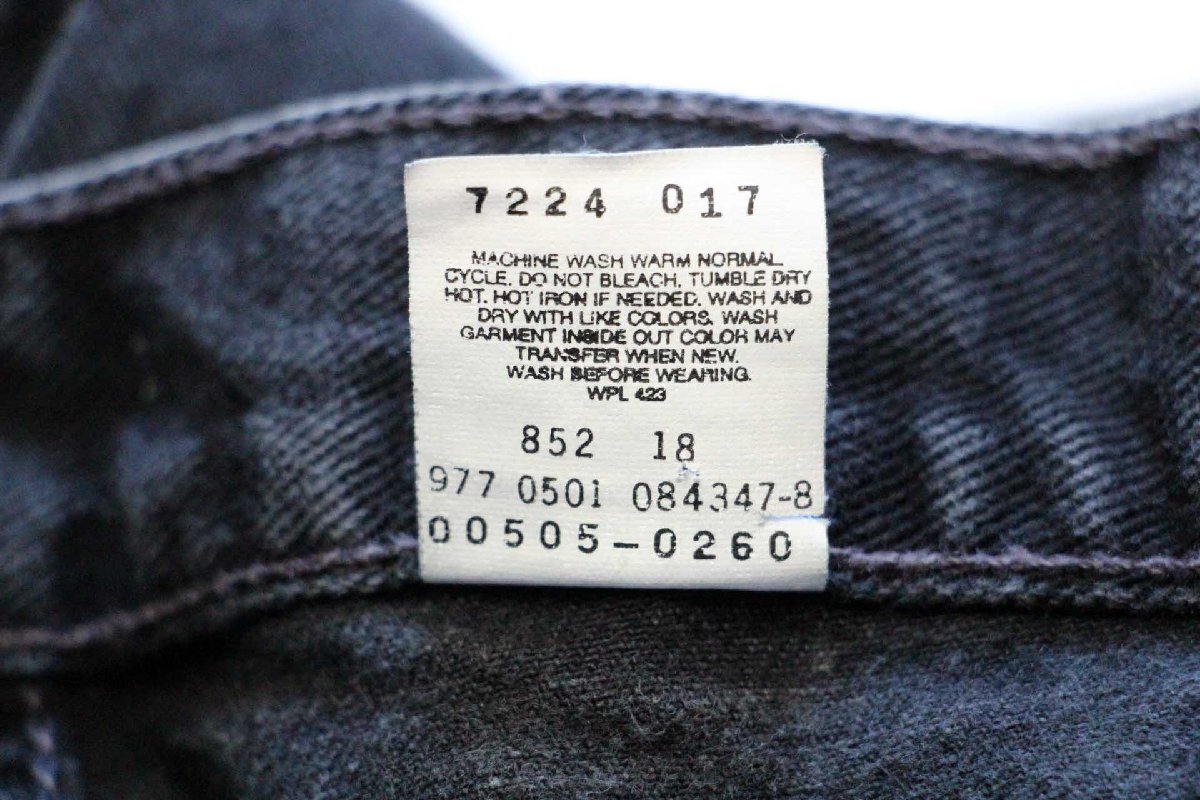 7224 017
MACHINE WASH WARM NORMAL
CYCLE. DO NOT BLEACH. TUMBLE DRY
HOT. HOT IRON IF NEEDED. WASH AND
DRY WITH LIKE COLORS. WASH
GARMENT INSIDE OUT COLOR MAY
TRANSFER WHEN NEW.
WASH BEFORE WEARING.
WPL 423
852 18
977 0501 084347-8
00505-0260